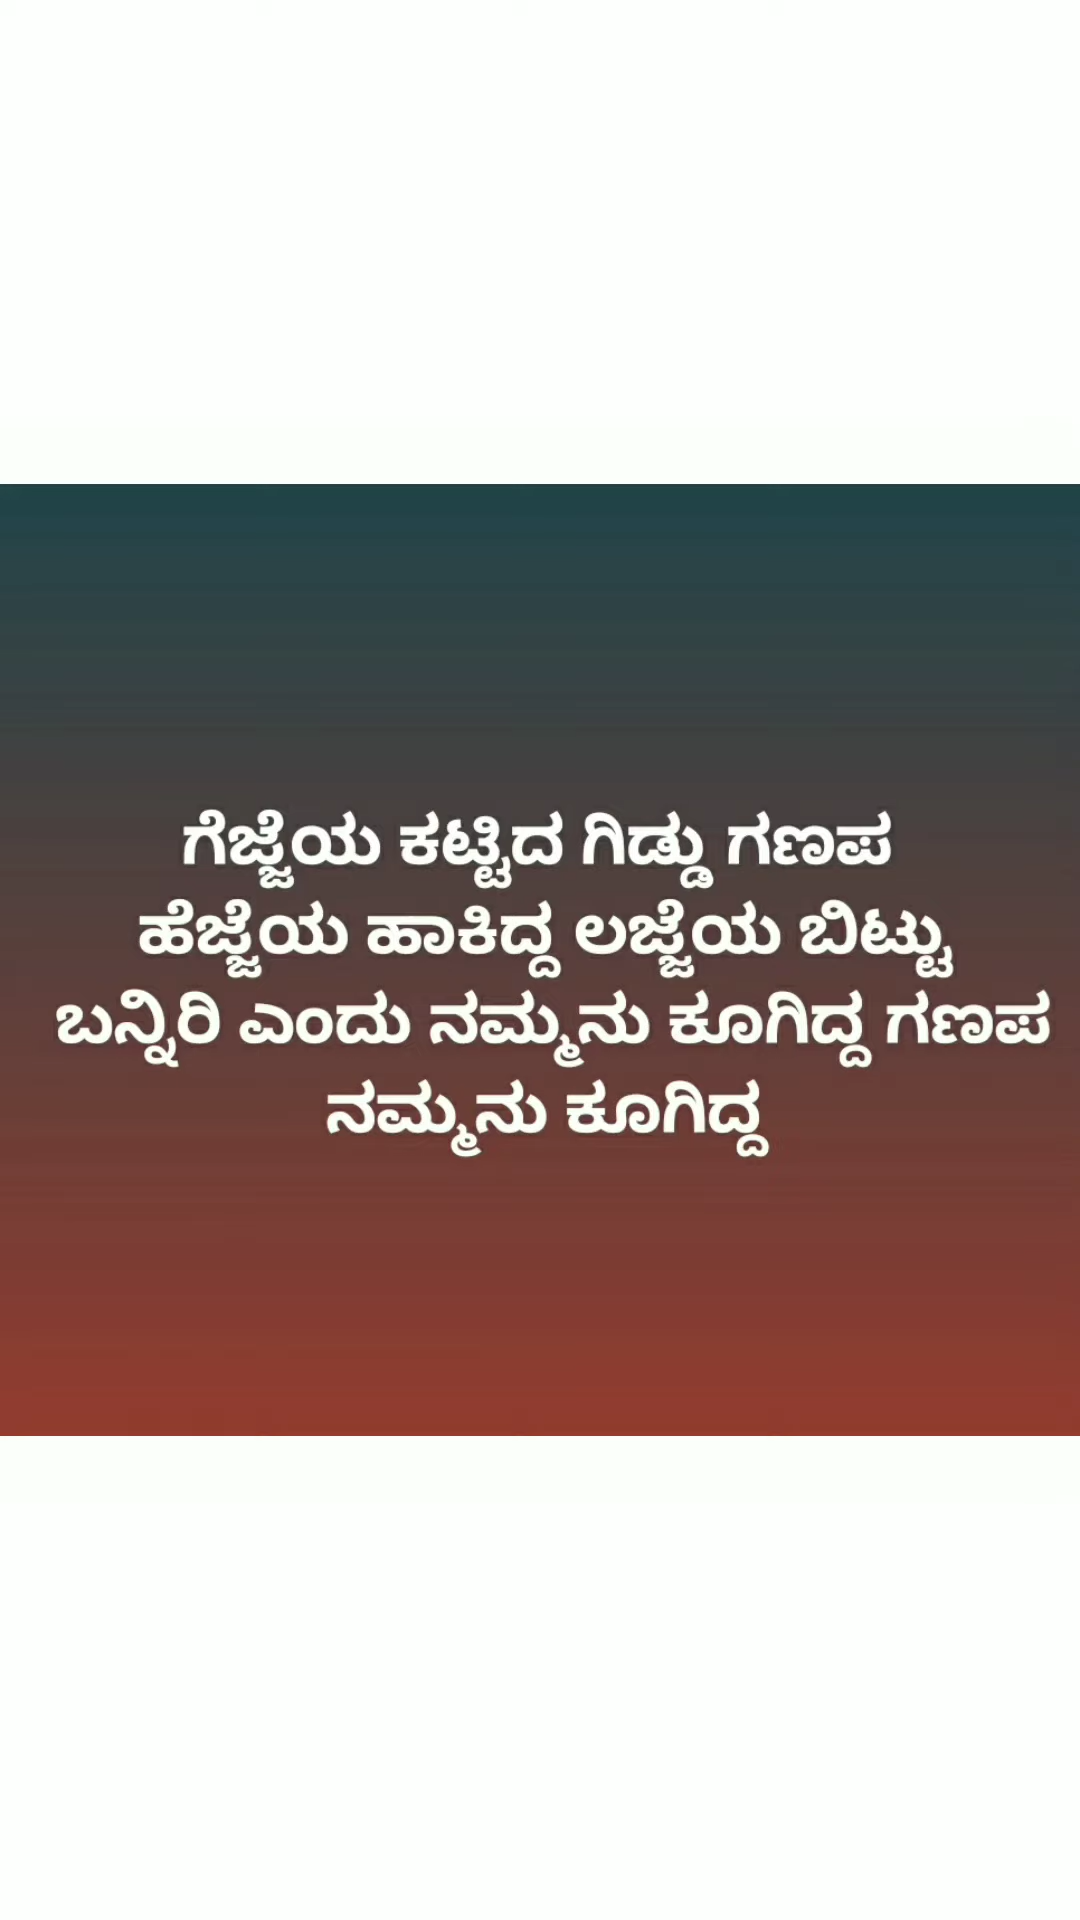 ಗೆಜ್ಜೆಯ ಕಟ್ಟಿದ ಗಿಡ್ಡು ಗಣಪ
ಹೆಜ್ಜೆಯ ಹಾಕಿದ್ದ ಲಜ್ಜೆಯ ಬಿಟ್ಟು
ಬನ್ನಿರಿ ಎಂದು ನಮ್ಮನು ಕೂಗಿದ್ದ ಗಣಪ
ನಮ್ಮನು ಕೂಗಿದ್ದ